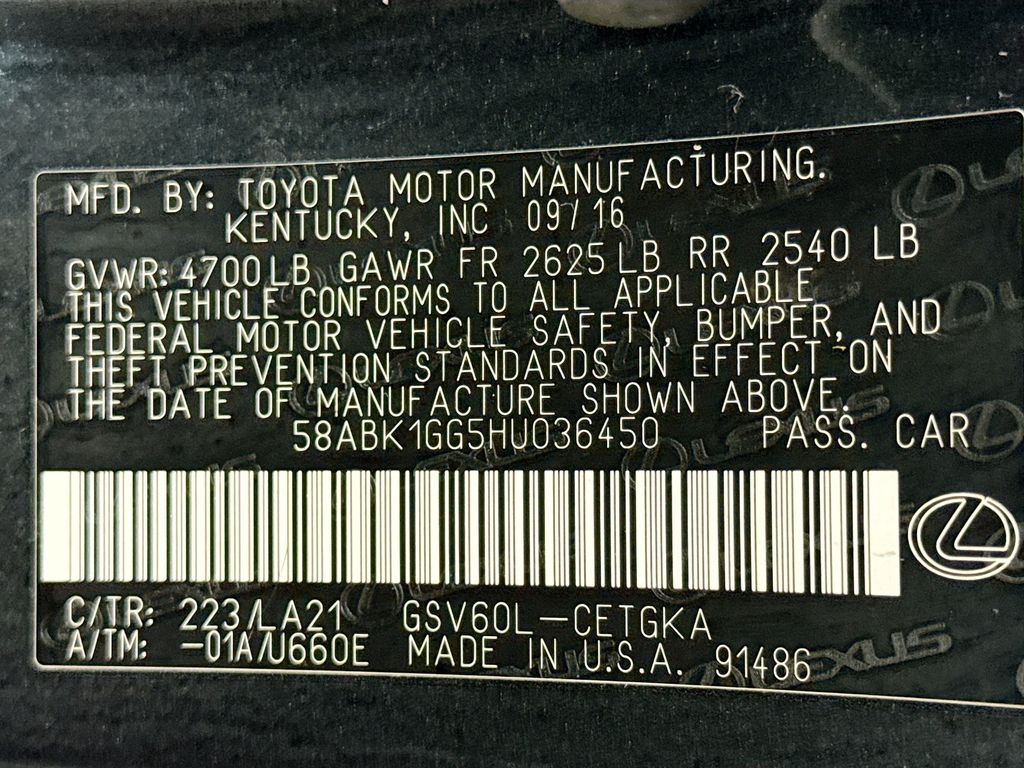 MFD. BY: TOYOTA MOTOR MANUFACTURING.
KENTUCKY, INC 09/16
GVWR: 4700LB GAWR FR 2625LB RR 2540 LB
THIS VEHICLE CONFORMS TO ALL APPLICABLE
FEDERAL MOTOR VEHICLE SAFETY, BUMPER, AND
THEFT PREVENTION STANDARDS IN EFFECT ON
THE DATE OF MANUFACTURE SHOWN ABOVE.
58ABK1GG5HU036450 PASS. CAR
C/TR: 223/LA21 GSV60L-CETGKA
A/TM: -01A/U660E MADE IN U.S.A. 91486
LEXUS